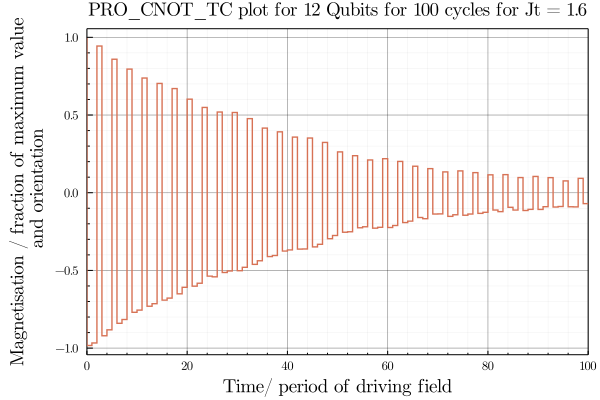 PRO_CNOT_TC plot for 12 Qubits for 100 cycles for Jt = 1.6
Magnetisation / fraction of maximum value
and orientation
1.0
0.5
0.0
−0.5
−1.0
0 20 40 60 80 100
Time/ period of driving field